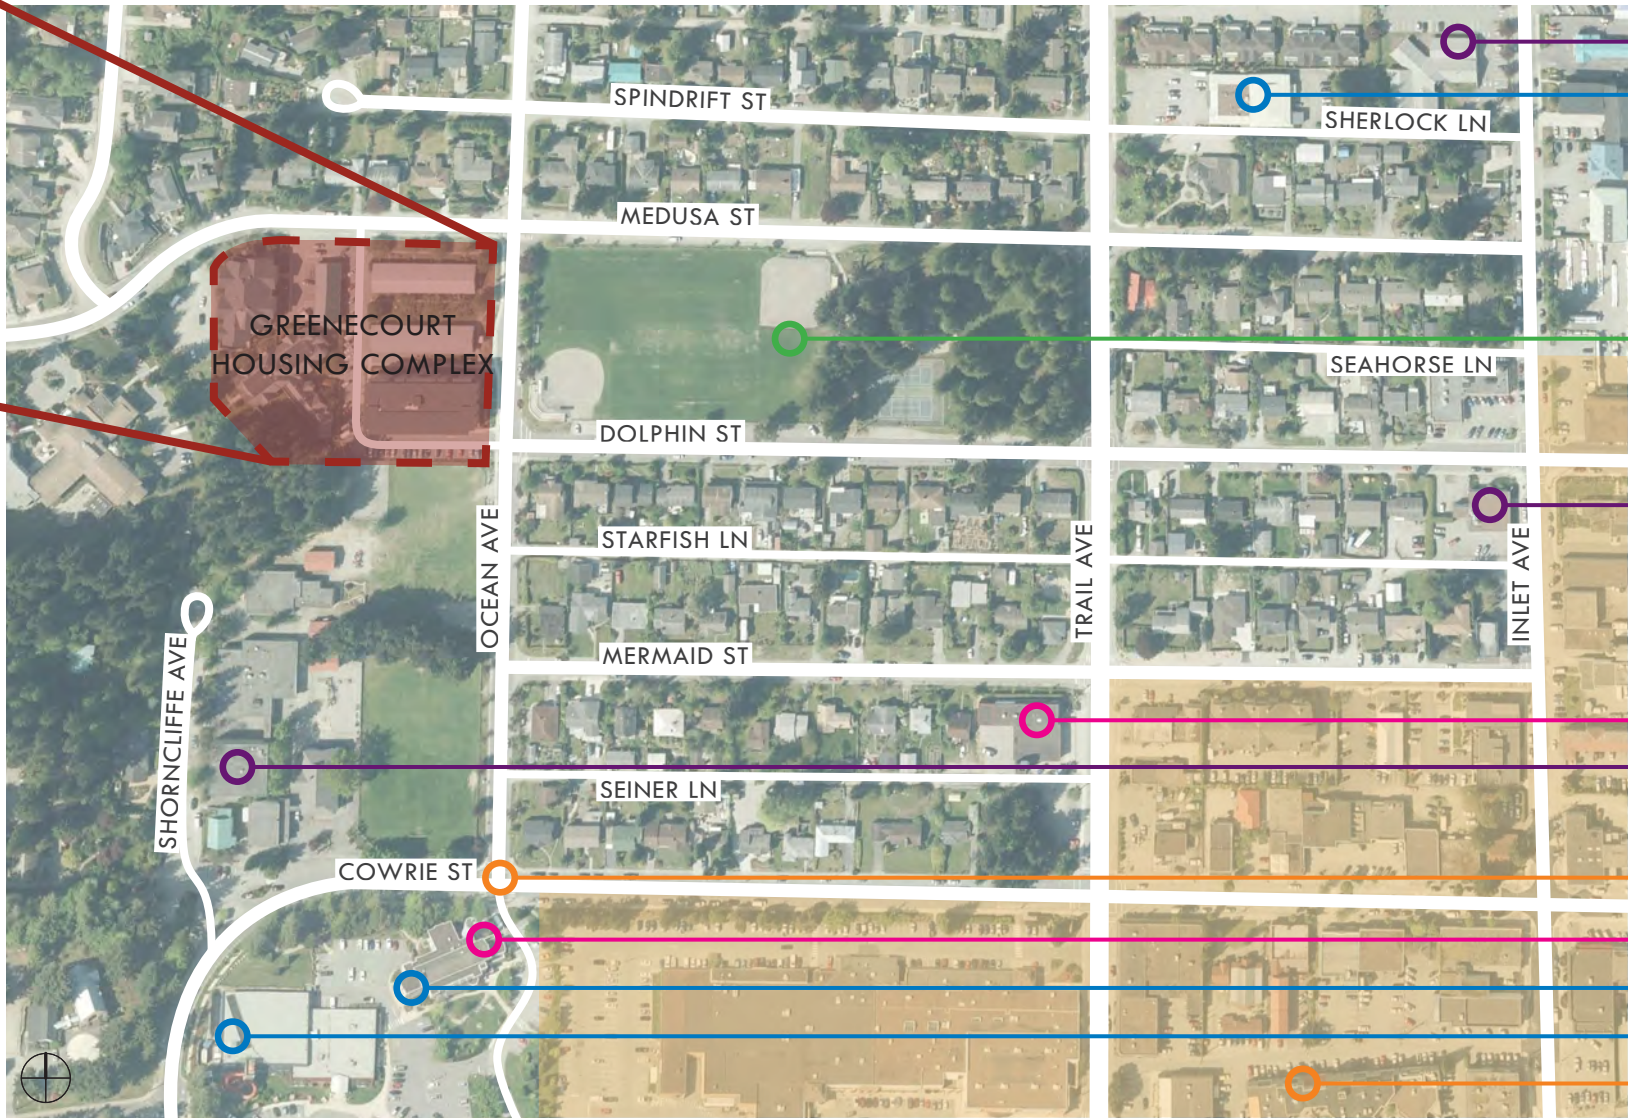 SPINDRIFT ST
SHERLOCK LN
MEDUSA ST
GREENECOURT
HOUSING COMPLEX
SEAHORSE LN
DOLPHIN ST
OCEAN AVE
STARFISH LN
TRAIL AVE
INLET AVE
SHORNCLIFFE AVE
MERMAID ST
SEINER LN
COWRIE ST